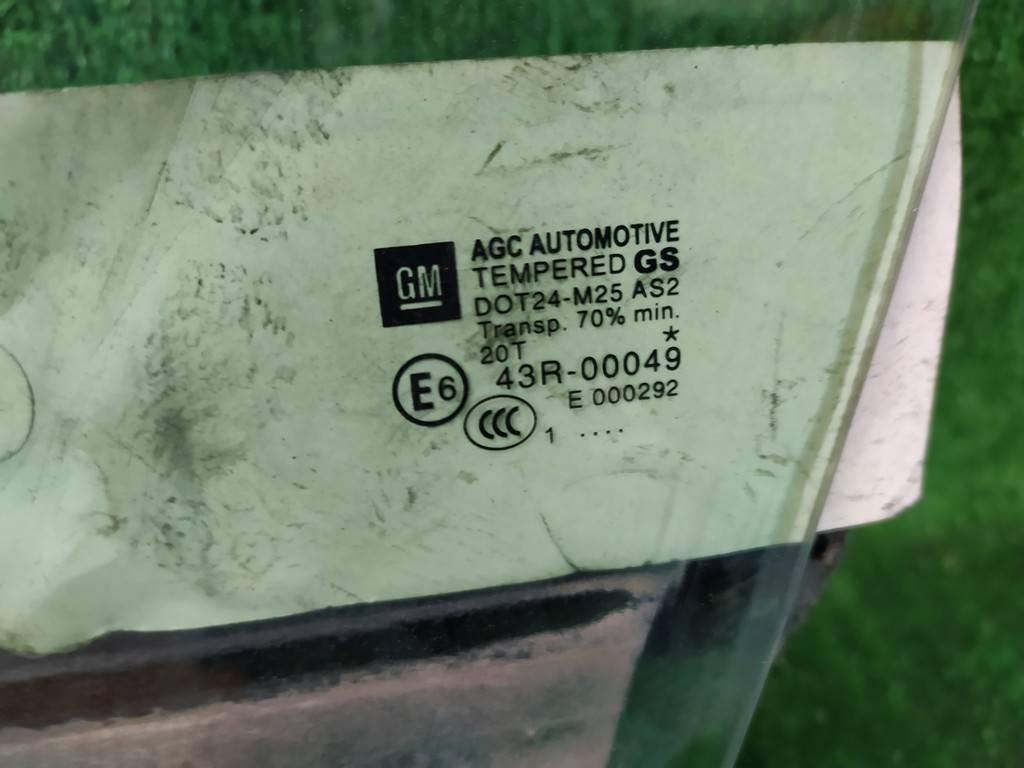 GM
AGC AUTOMOTIVE
TEMPERED GS
DOT24-M25 AS2
Transp. 70% min.
20T *
E6 43R-00049
E 000292
CCC 1 ....